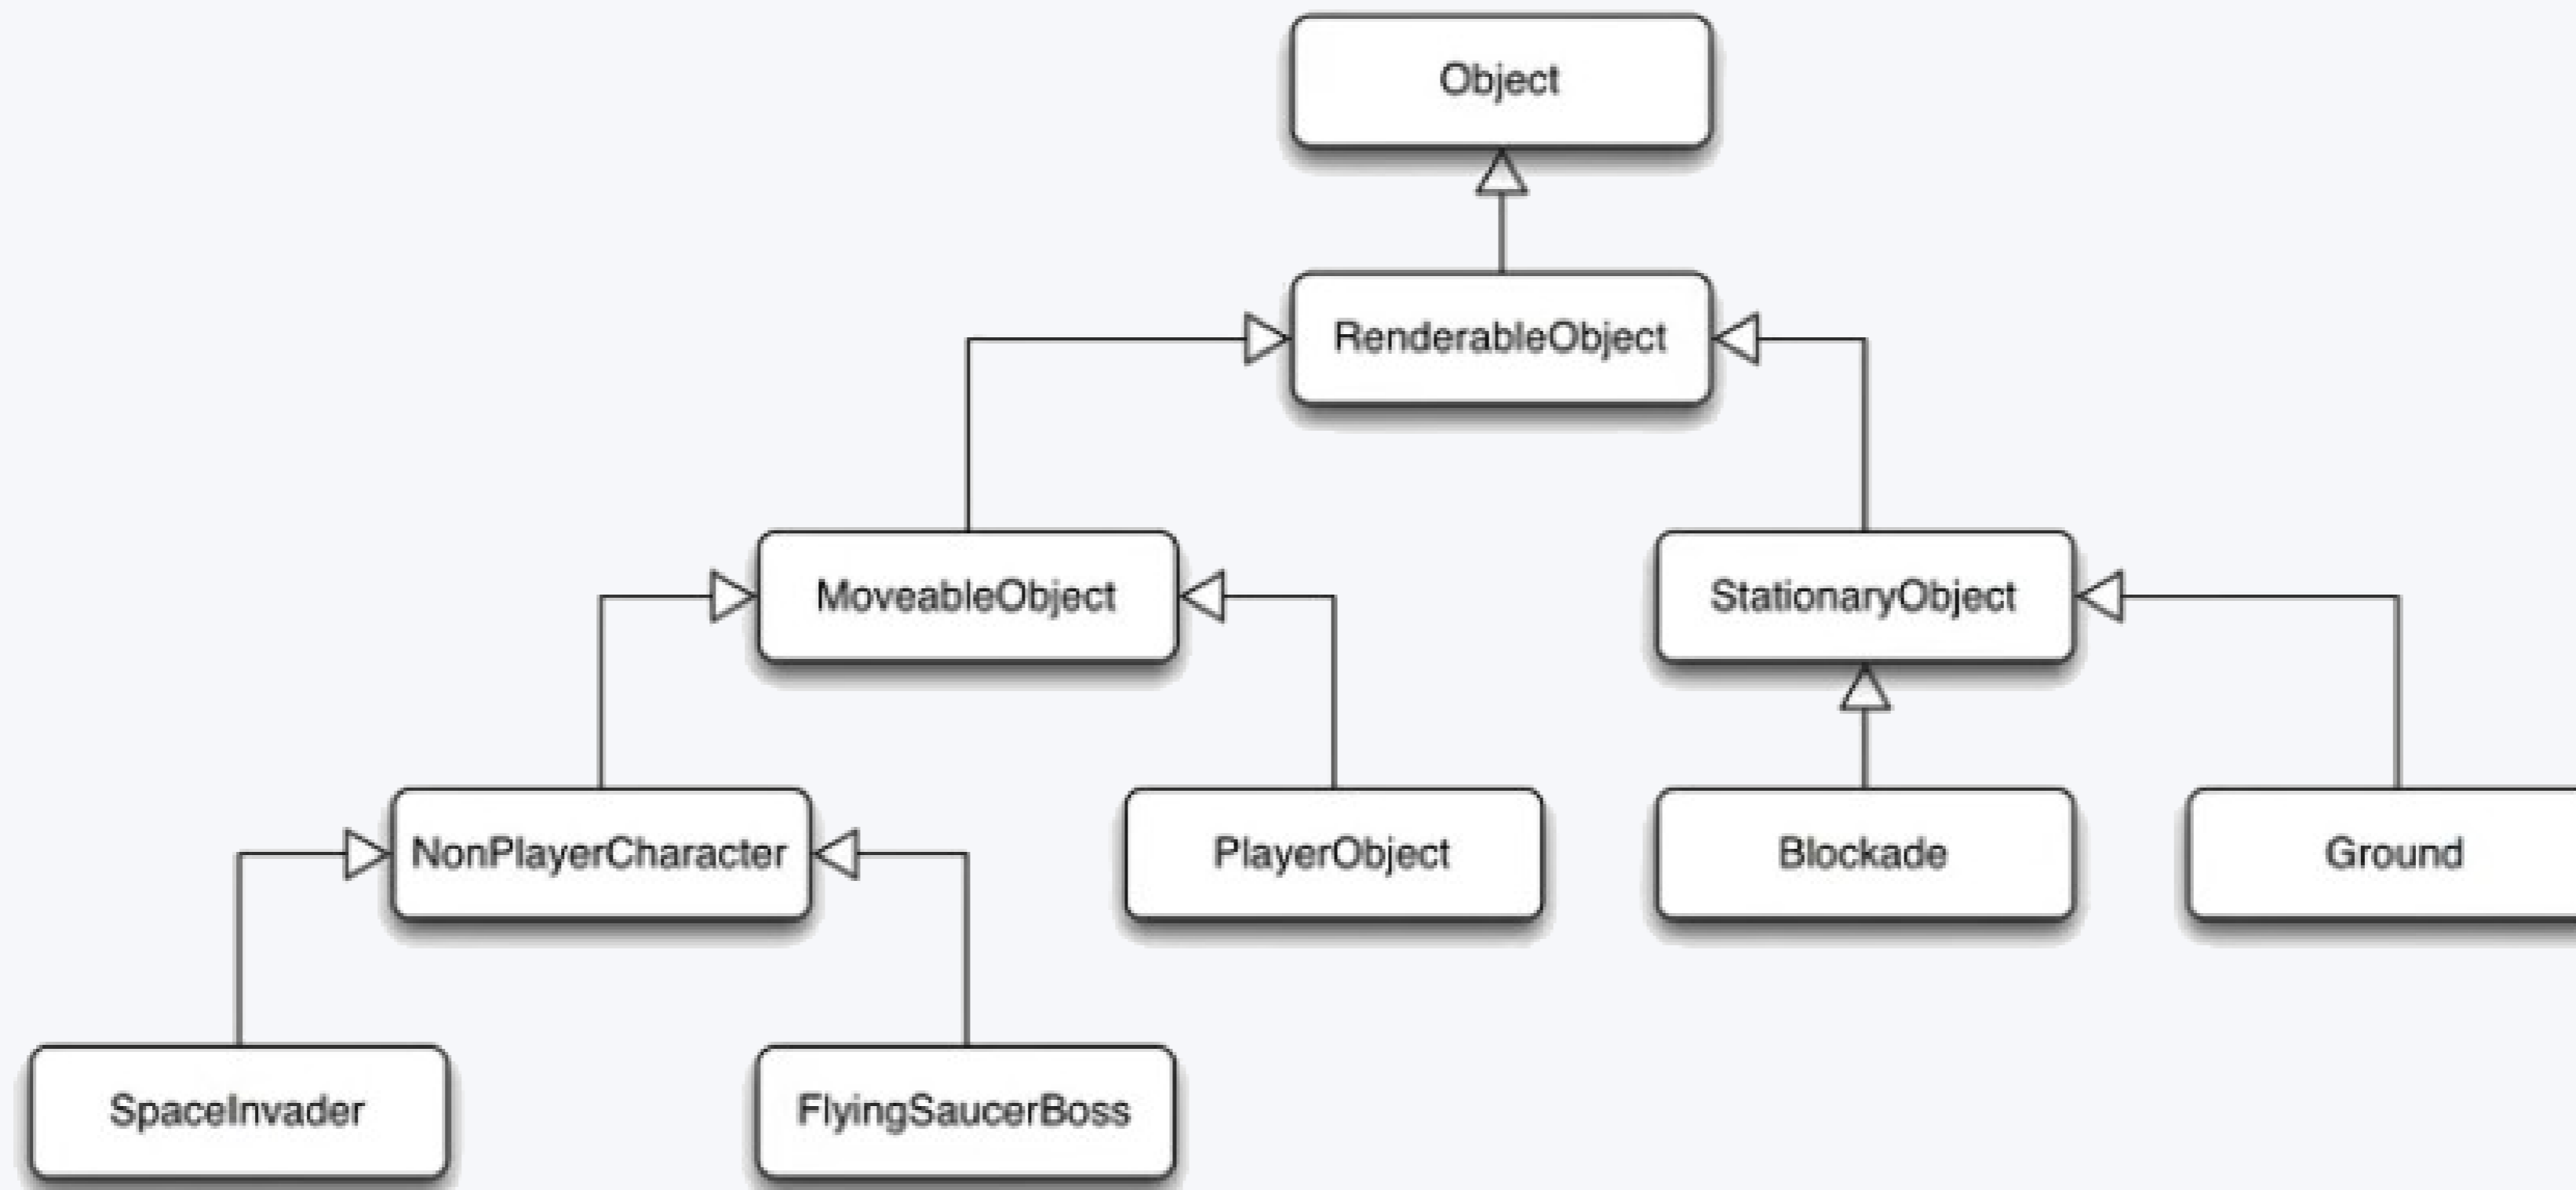 Object
RenderableObject
MoveableObject
StationaryObject
NonPlayerCharacter
PlayerObject
Blockade
Ground
SpaceInvader
FlyingSaucerBoss